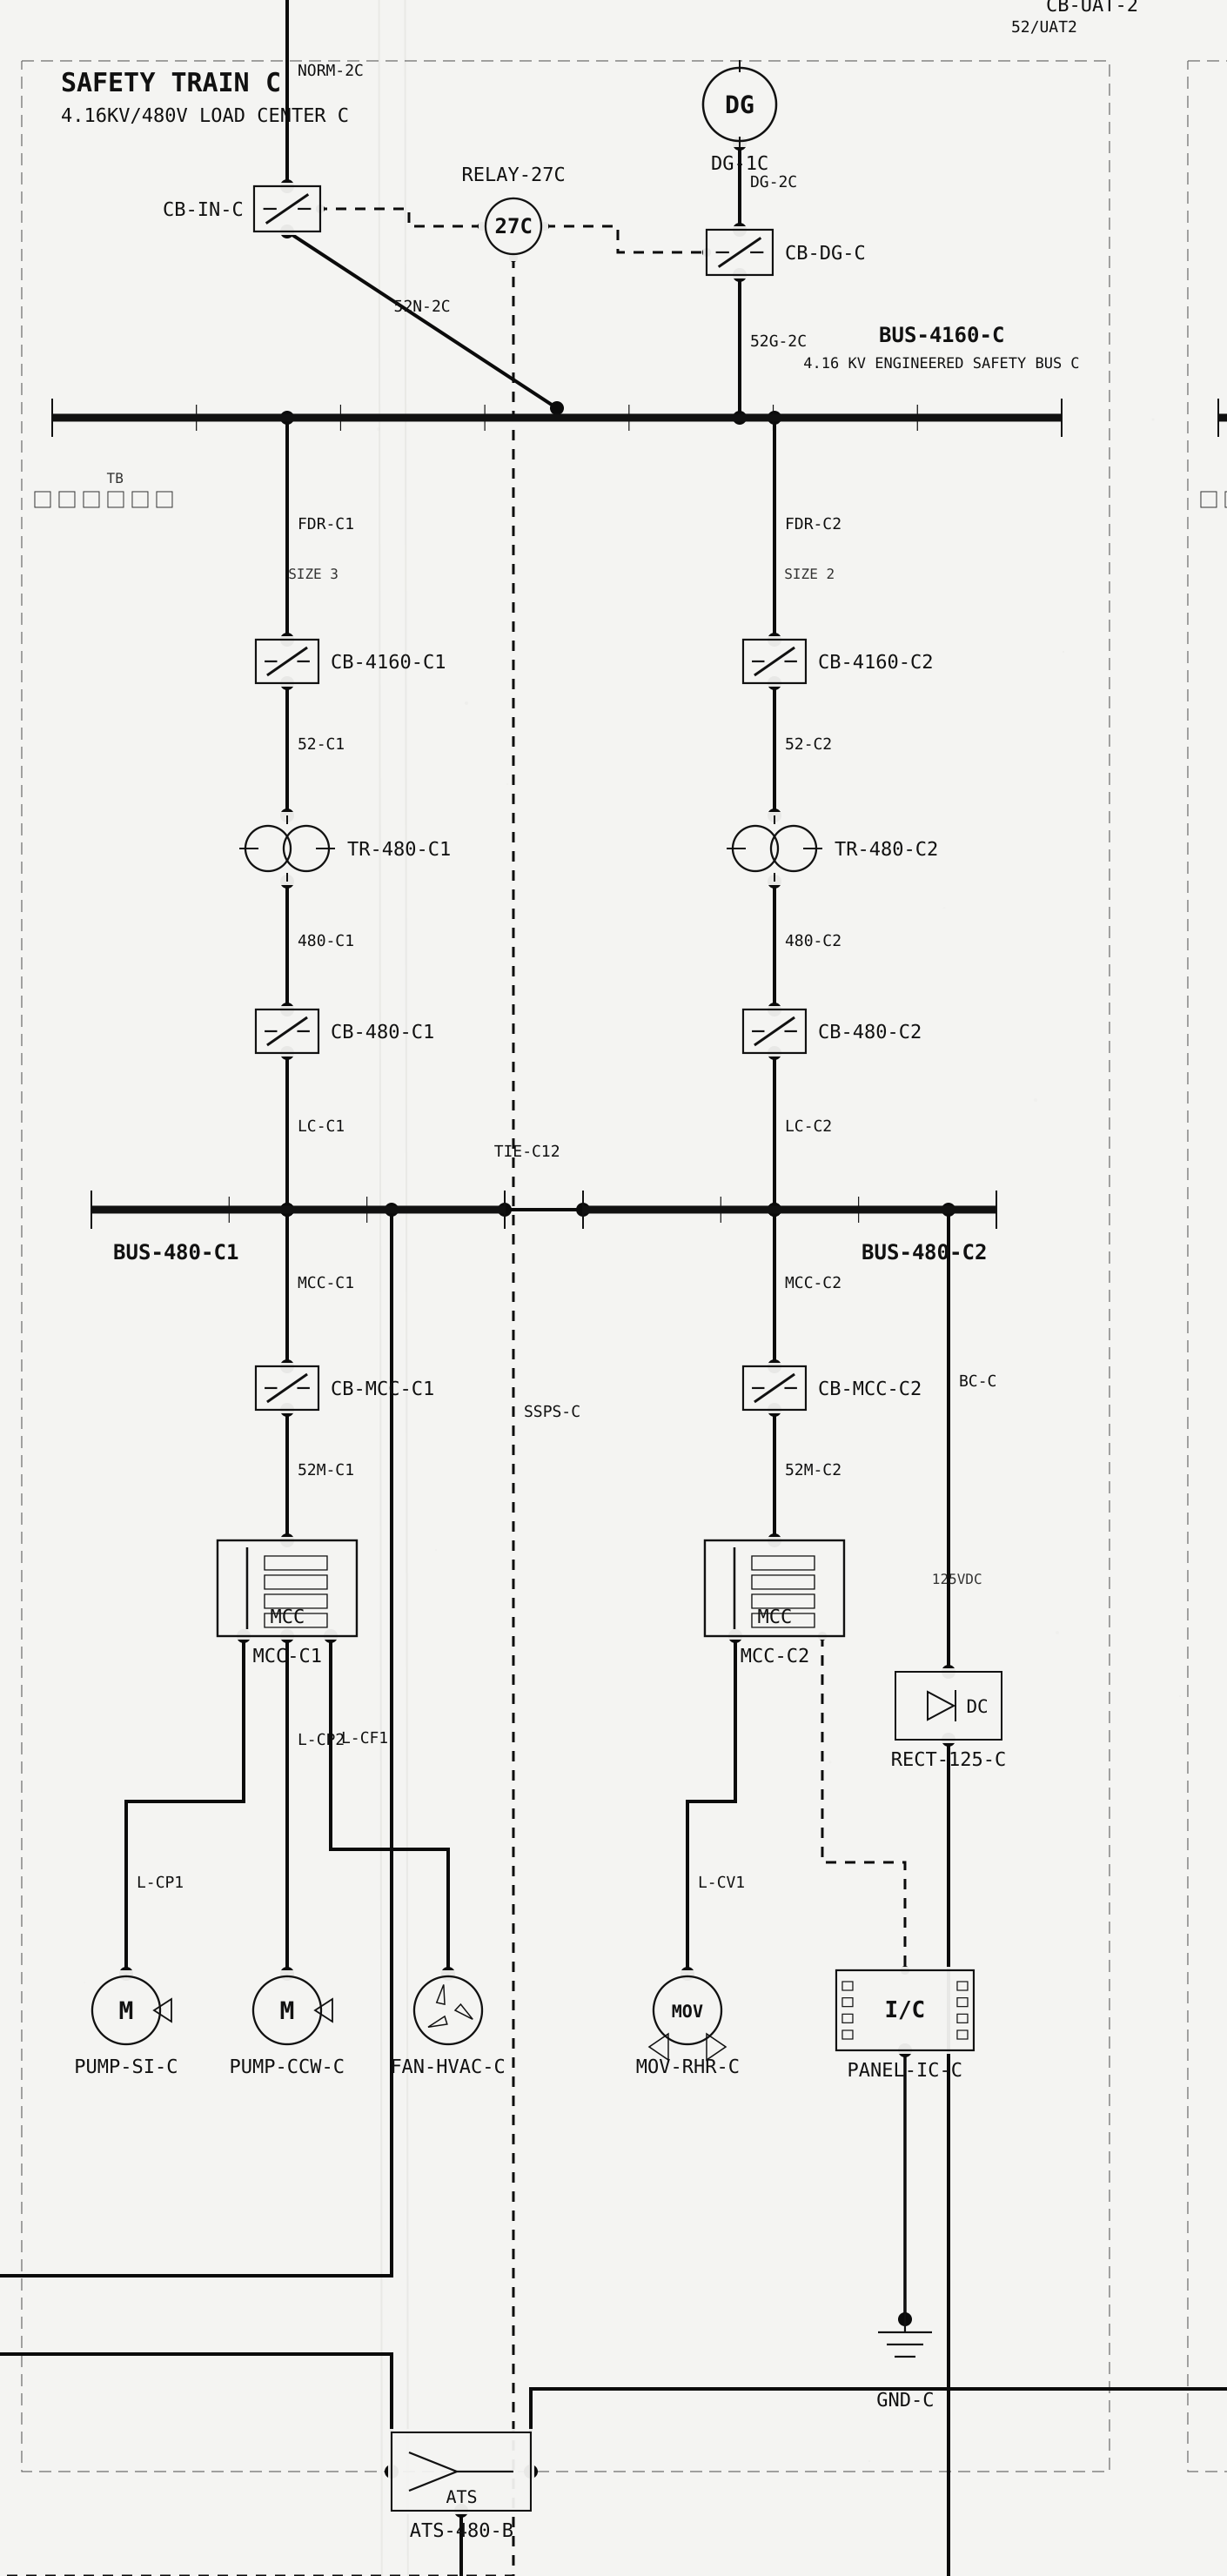 CB-UAT-2
52/UAT2
SAFETY TRAIN C
NORM-2C
4.16KV/480V LOAD CENTER C
DG
DG-1C
DG-2C
RELAY-27C
CB-IN-C
27C
CB-DG-C
52N-2C
52G-2C
BUS-4160-C
4.16 KV ENGINEERED SAFETY BUS C
TB
FDR-C1
FDR-C2
SIZE 3
SIZE 2
CB-4160-C1
CB-4160-C2
52-C1
52-C2
TR-480-C1
TR-480-C2
480-C1
480-C2
CB-480-C1
CB-480-C2
LC-C1
LC-C2
TIE-C12
BUS-480-C1
BUS-480-C2
MCC-C1
MCC-C2
CB-MCC-C1
CB-MCC-C2
BC-C
SSPS-C
52M-C1
52M-C2
125VDC
MCC
MCC
MCC-C1
MCC-C2
DC
RECT-125-C
L-CP2
L-CF1
L-CP1
L-CV1
M
M
MOV
I/C
PUMP-SI-C
PUMP-CCW-C
FAN-HVAC-C
MOV-RHR-C
PANEL-IC-C
GND-C
ATS
ATS-480-B